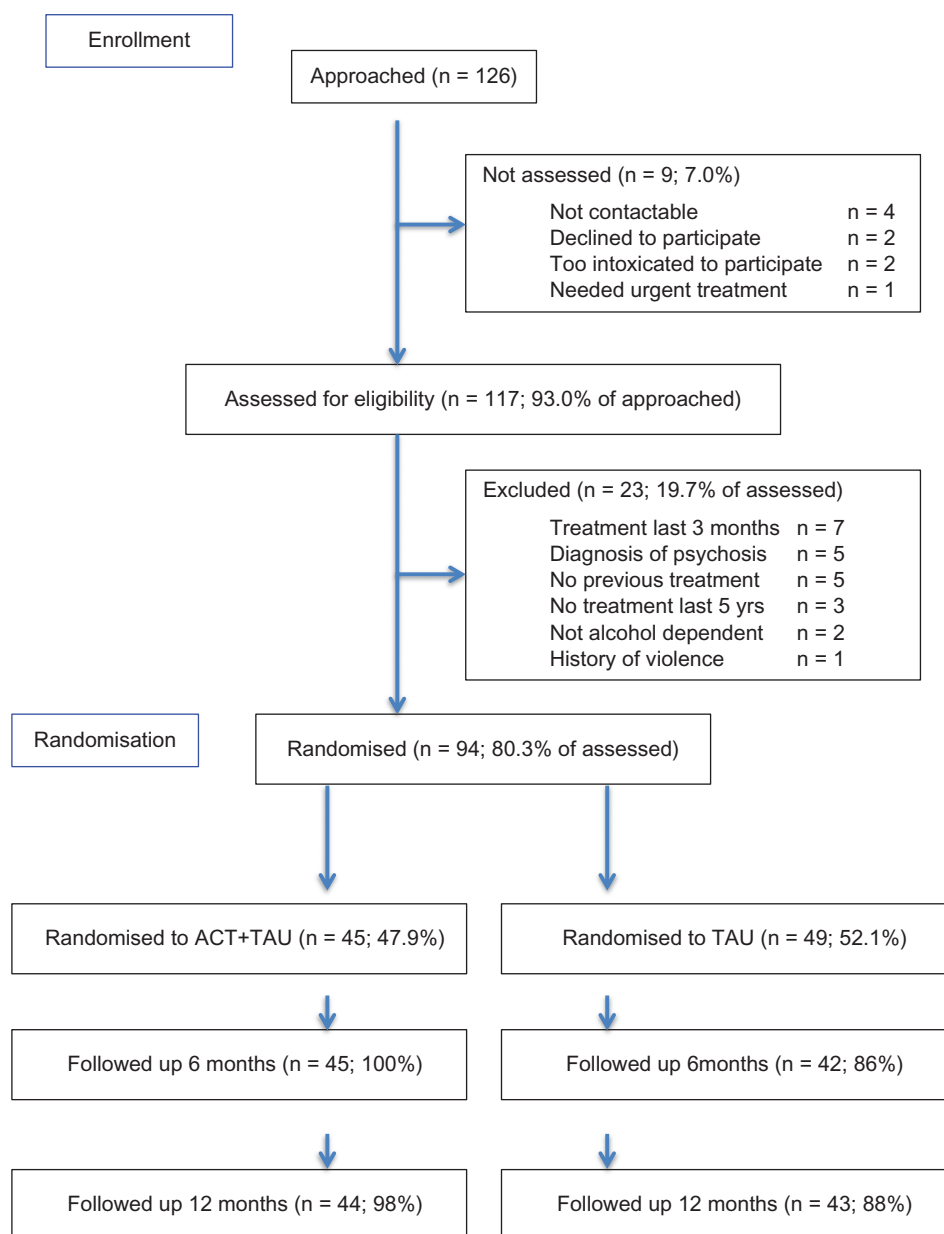 Enrollment
Approached (n = 126)
Not assessed (n = 9; 7.0%)
Not contactable n = 4
Declined to participate n = 2
Too intoxicated to participate n = 2
Needed urgent treatment n = 1
Assessed for eligibility (n = 117; 93.0% of approached)
Excluded (n = 23; 19.7% of assessed)
Treatment last 3 months n = 7
Diagnosis of psychosis n = 5
No previous treatment n = 5
No treatment last 5 yrs n = 3
Not alcohol dependent n = 2
History of violence n = 1
Randomisation
Randomised (n = 94; 80.3% of assessed)
Randomised to ACT+TAU (n = 45; 47.9%)
Randomised to TAU (n = 49; 52.1%)
Followed up 6 months (n = 45; 100%)
Followed up 6months (n = 42; 86%)
Followed up 12 months (n = 44; 98%)
Followed up 12 months (n = 43; 88%)